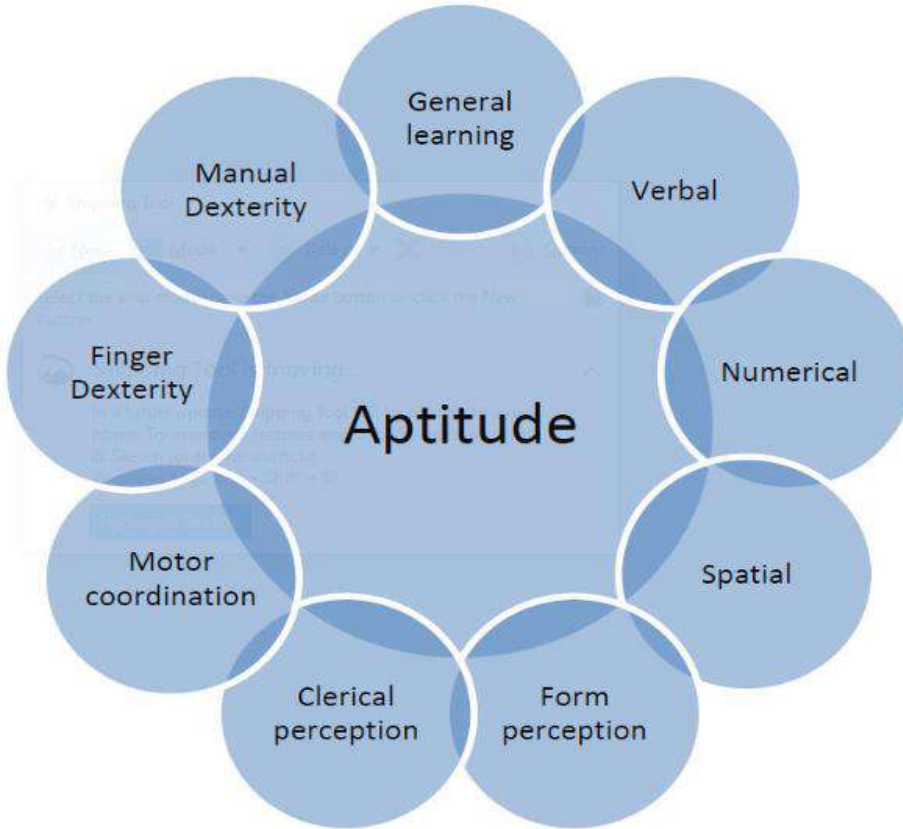 General
learning
Verbal
Numerical
Spatial
Form
perception
Clerical
perception
Motor
coordination
Finger
Dexterity
Manual
Dexterity
Aptitude